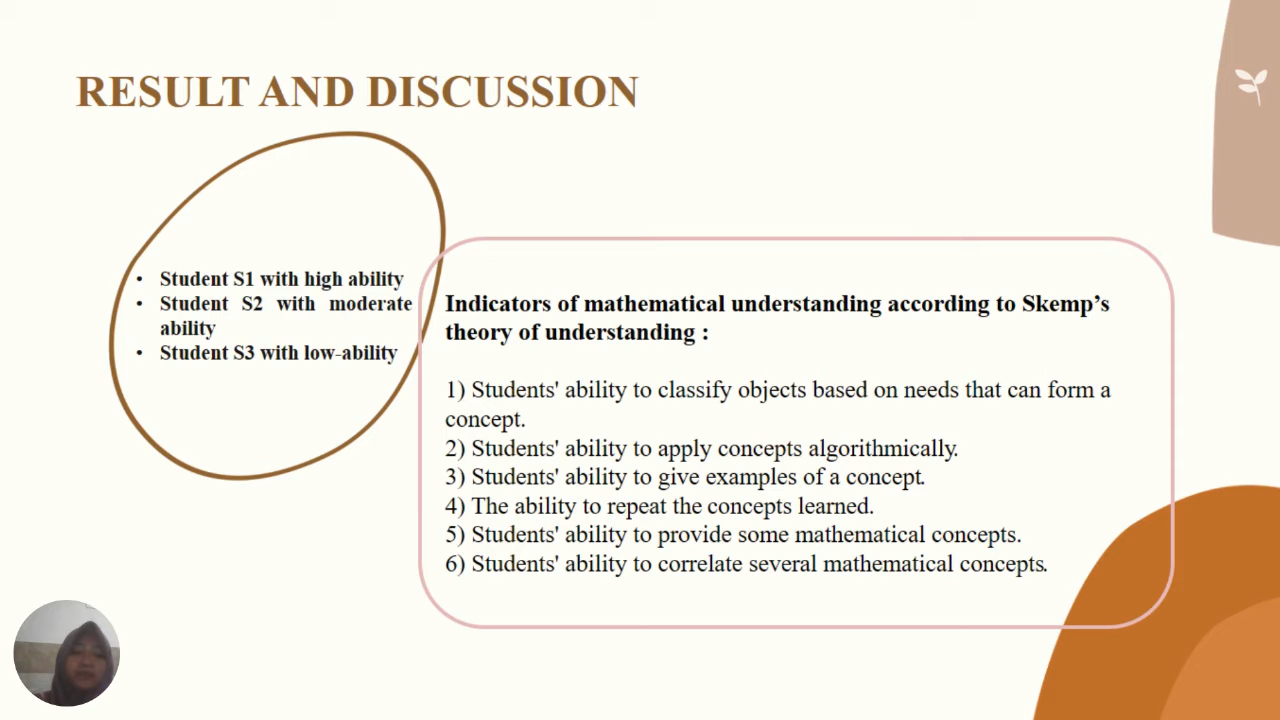 RESULT AND DISCUSSION
• Student S1 with high ability
• Student S2 with moderate
ability
• Student S3 with low-ability
Indicators of mathematical understanding according to Skemp’s
theory of understanding :
1) Students' ability to classify objects based on needs that can form a
concept.
2) Students' ability to apply concepts algorithmically.
3) Students' ability to give examples of a concept.
4) The ability to repeat the concepts learned.
5) Students' ability to provide some mathematical concepts.
6) Students' ability to correlate several mathematical concepts.